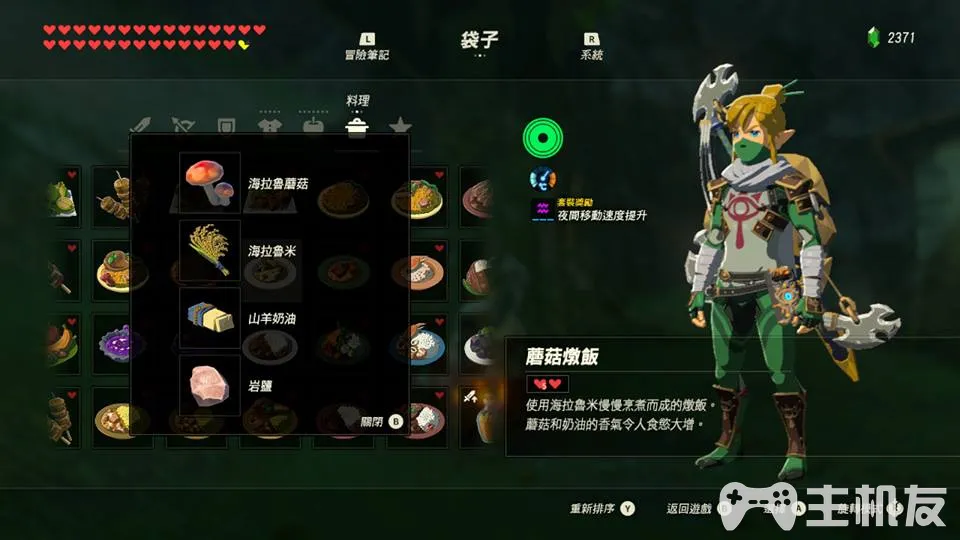 L
冒險筆記
袋子
R
系統
2371
料理
海拉魯蘑菇
海拉魯米
山羊奶油
岩鹽
關閉 B
套裝獎勵
夜間移動速度提升
蘑菇燉飯
使用海拉魯米慢慢烹煮而成的燉飯。
蘑菇和奶油的香氣令人食慾大增。
重新排序 Y
返回遊戲
主机友